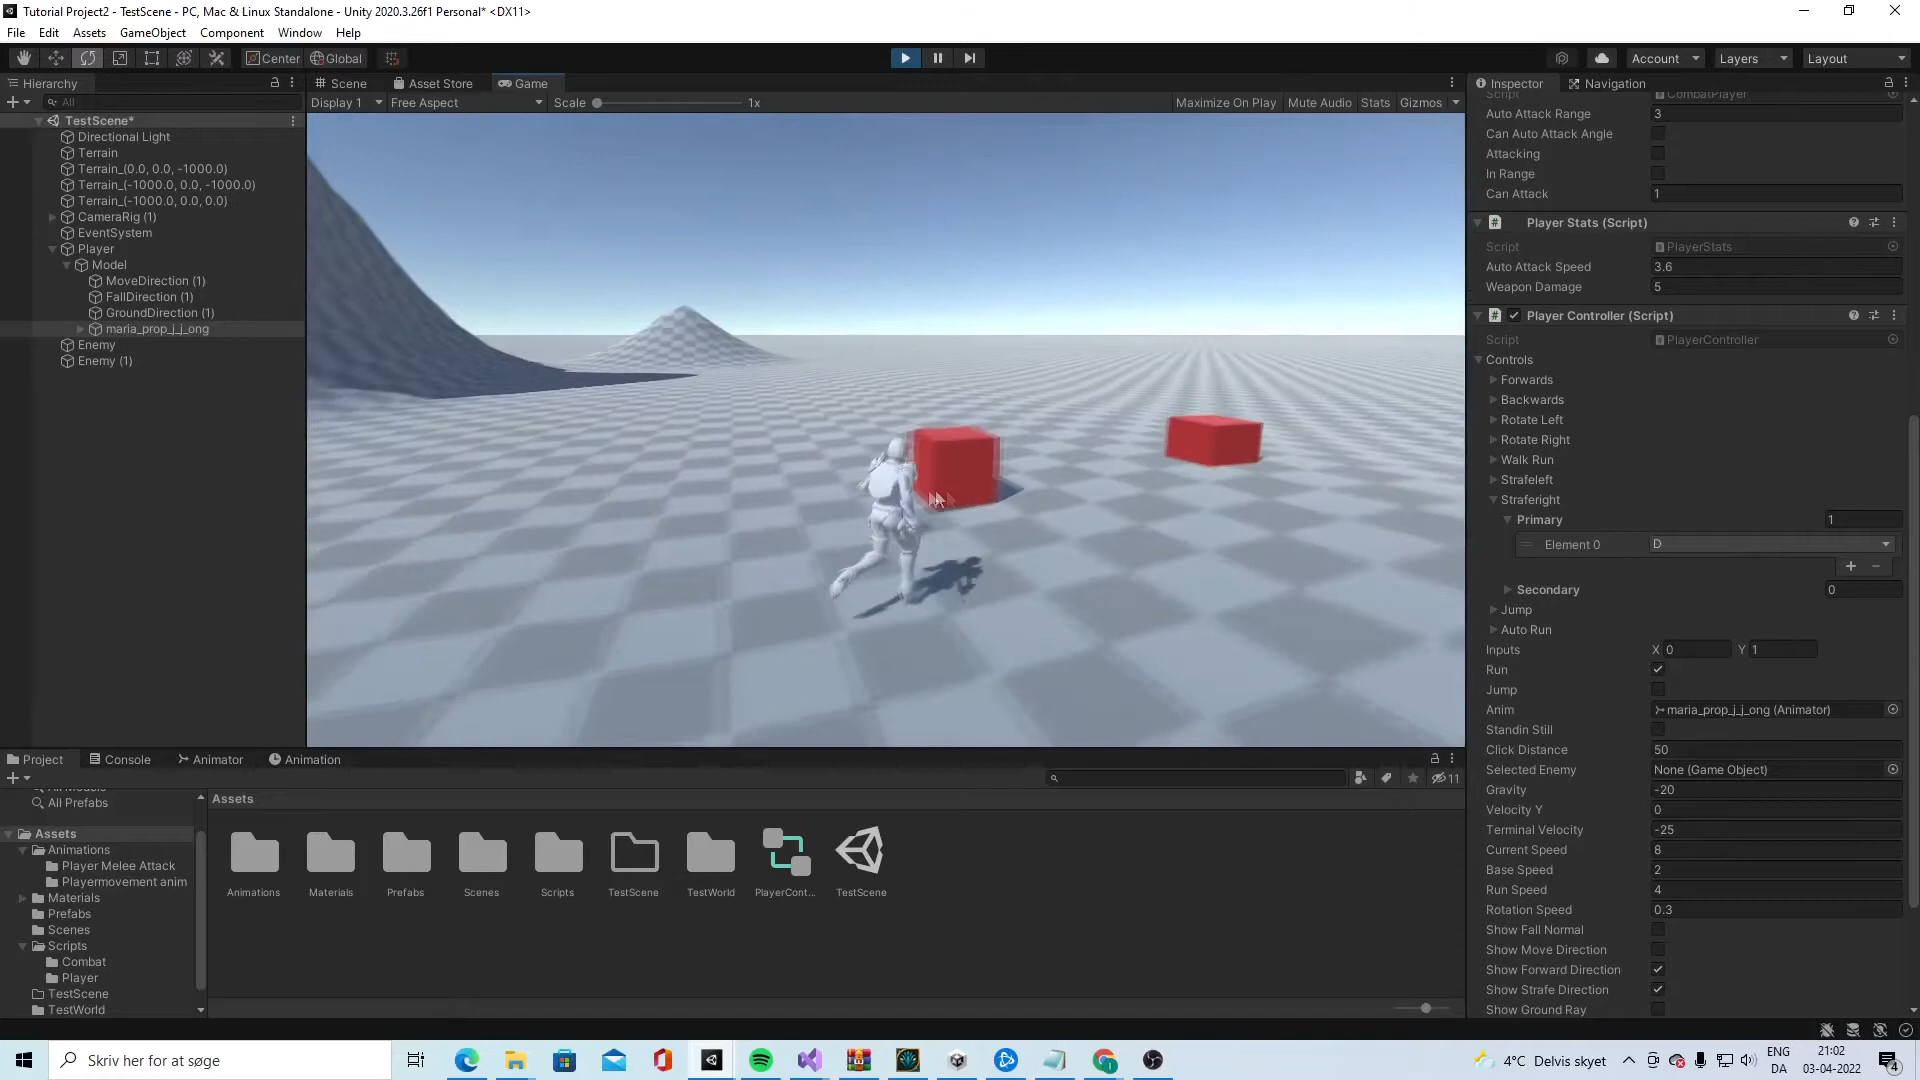 Tutorial Project2 - TestScene - PC, Mac & Linux Standalone - Unity 2020.3.26f1 Personal* <DX11>
File Edit Assets GameObject Component Window Help
Center Global
Account Layers Layout
Hierarchy
Scene Asset Store Game
Inspector Navigation
All
Display 1 Free Aspect Scale 1x
Maximize On Play Mute Audio Stats Gizmos
TestScene*
Directional Light
Terrain
Terrain_(0.0, 0.0, -1000.0)
Terrain_(-1000.0, 0.0, -1000.0)
Terrain_(-1000.0, 0.0, 0.0)
CameraRig (1)
EventSystem
Player
Model
MoveDirection (1)
FallDirection (1)
GroundDirection (1)
maria_prop_j_j_ong
Enemy
Enemy (1)
Script CombatPlayer
Auto Attack Range 3
Can Auto Attack Angle
Attacking
In Range
Can Attack 1
# Player Stats (Script)
Script PlayerStats
Auto Attack Speed 3.6
Weapon Damage 5
# Player Controller (Script)
Script PlayerController
Controls
Forwards
Backwards
Rotate Left
Rotate Right
Walk Run
Strafeleft
Straferight
Primary 1
Element 0 D
Secondary 0
Jump
Auto Run
Inputs X 0 Y 1
Run
Jump
Anim maria_prop_j_j_ong (Animator)
Standin Still
Click Distance 50
Selected Enemy None (Game Object)
Gravity -20
Velocity Y 0
Terminal Velocity -25
Current Speed 8
Base Speed 2
Run Speed 4
Rotation Speed 0.3
Show Fall Normal
Show Move Direction
Show Forward Direction
Show Strafe Direction
Show Ground Ray
Project Console Animator Animation
11
All Models
All Prefabs
Assets
Animations
Player Melee Attack
Playermovement anim
Materials
Prefabs
Scenes
Scripts
Combat
Player
TestScene
TestWorld
Assets
Animations Materials Prefabs Scenes Scripts TestScene TestWorld PlayerCont... TestScene
Skriv her for at søge
4°C Delvis skyet
ENG
DA
21:02
03-04-2022
4